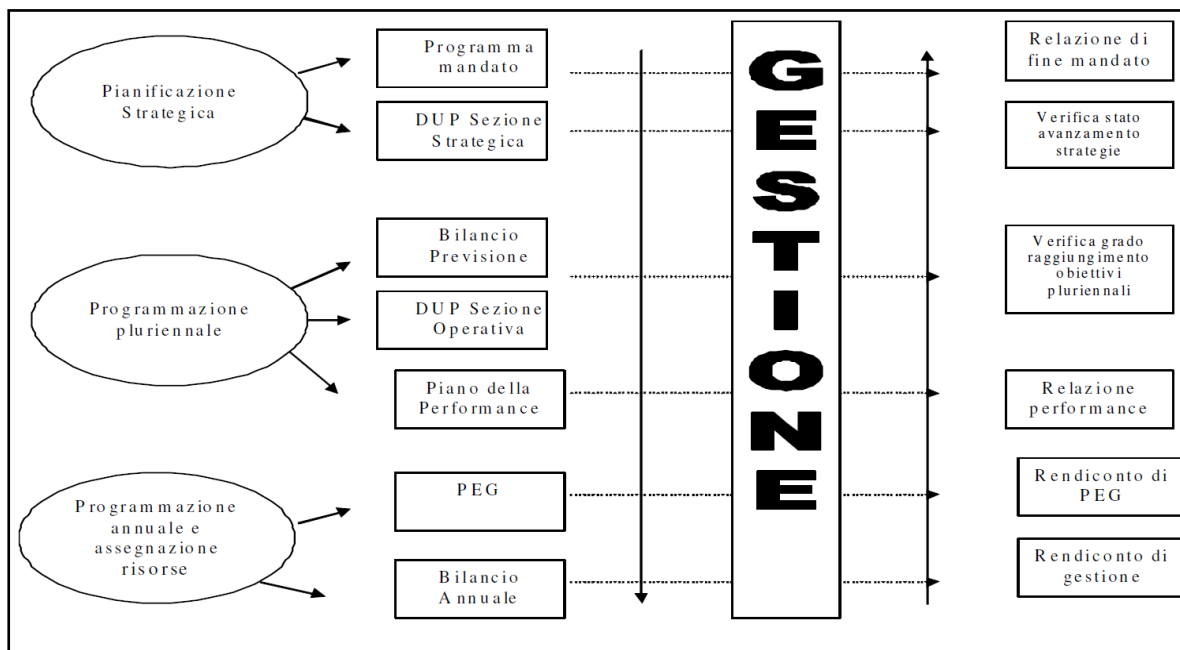 Pianificazione
Strategica
Programma
mandato
DUP Sezione
Strategica
Relazione di
fine mandato
Verifica stato
avanzamento
strategie
Programmazione
pluriennale
Bilancio
Previsione
DUP Sezione
Operativa
Piano della
Performance
Verifica grado
raggiungimento
obiettivi
pluriennali
Relazione
performance
Programmazione
annuale e
assegnazione
risorse
PEG
Bilancio
Annuale
Rendiconto di
PEG
Rendiconto di
gestione
GESTIONE